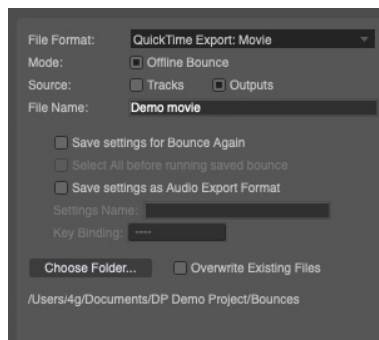 File Format: QuickTime Export: Movie
Mode: Offline Bounce
Source: Tracks Outputs
File Name: Demo movie
Save settings for Bounce Again
Select All before running saved bounce
Save settings as Audio Export Format
Settings Name:
Key Binding: ----
Choose Folder... Overwrite Existing Files
/Users/4g/Documents/DP Demo Project/Bounces